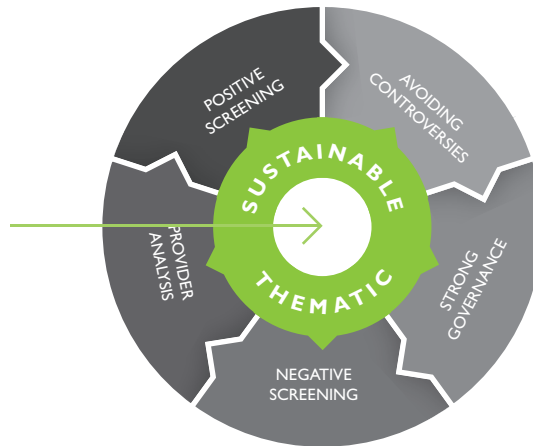 POSITIVE
SCREENING
AVOIDING
CONTROVERSIES
SUSTAINABLE
THEMATIC
PROVIDER
ANALYSIS
STRONG
GOVERNANCE
NEGATIVE
SCREENING